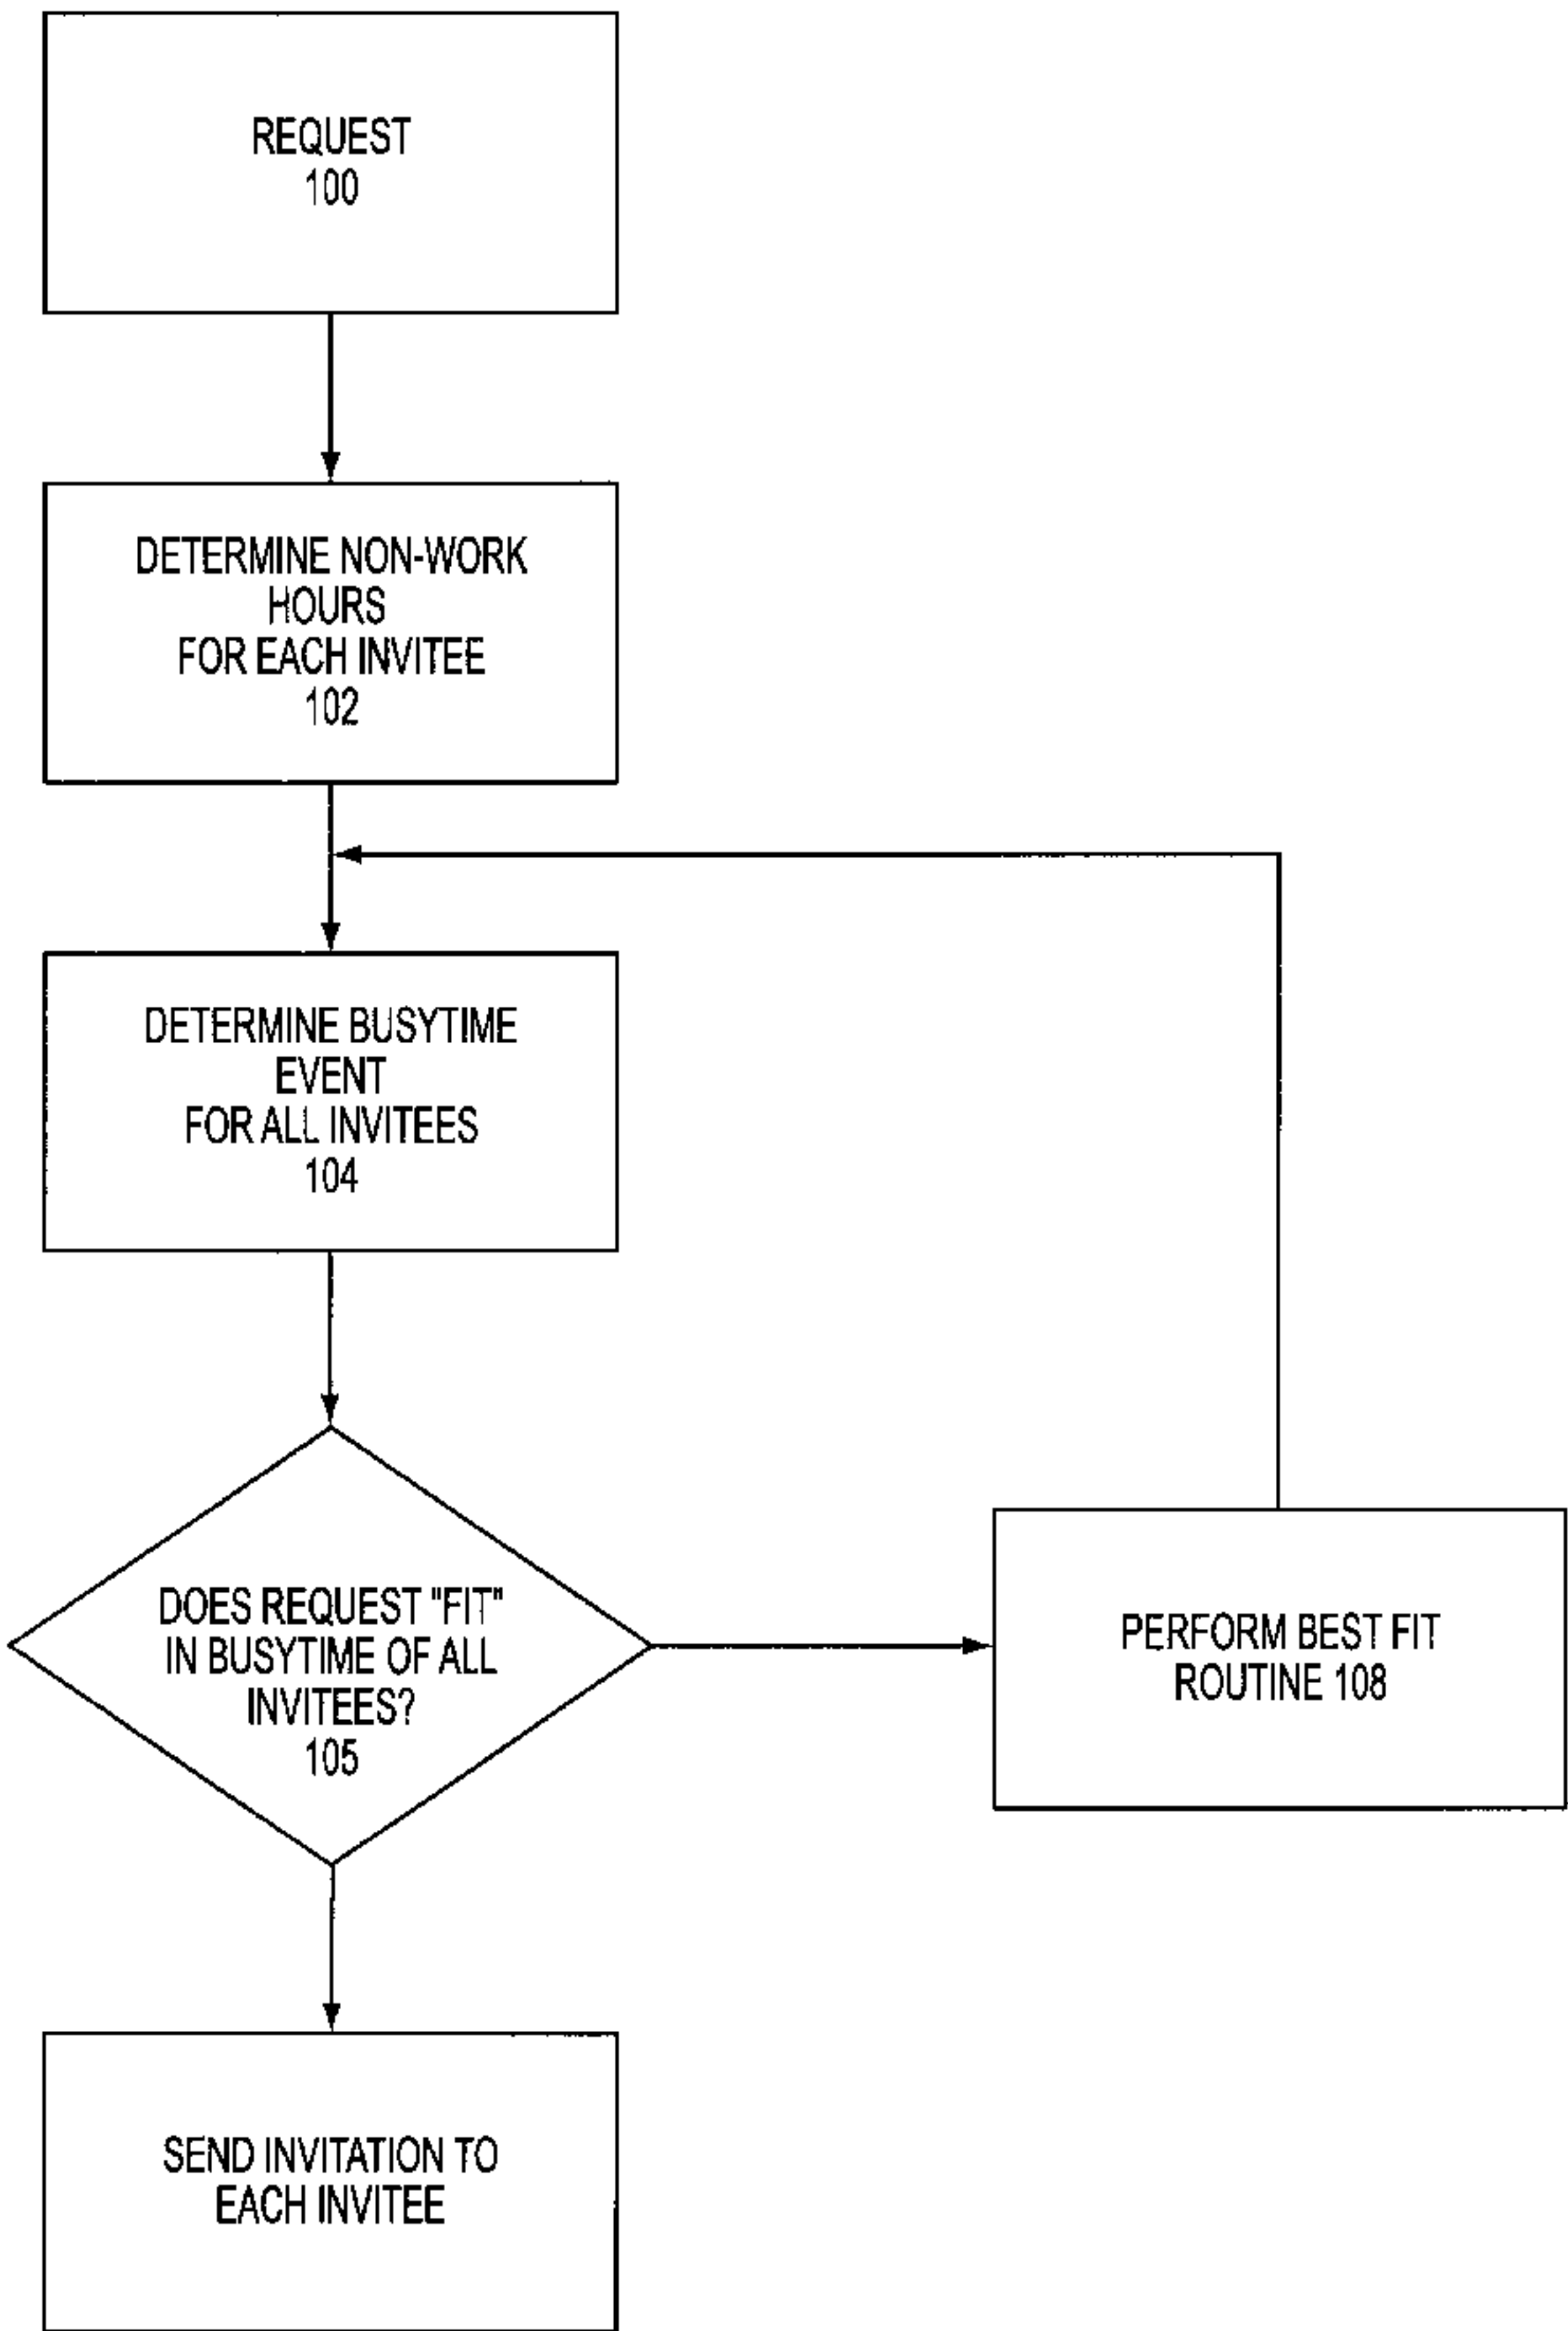 REQUEST
100
DETERMINE NON-WORK
HOURS
FOR EACH INVITEE
102
DETERMINE BUSYTIME
EVENT
FOR ALL INVITEES
104
DOES REQUEST "FIT"
IN BUSYTIME OF ALL
INVITEES?
105
PERFORM BEST FIT
ROUTINE 108
SEND INVITATION TO
EACH INVITEE